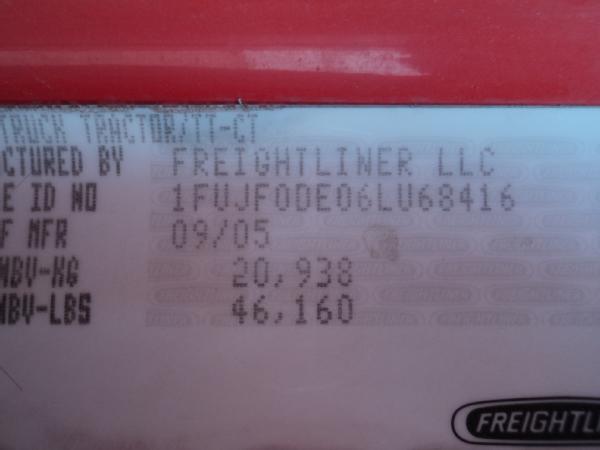 TRUCK TRACTOR/TT-CT
CTURED BY FREIGHTLINER LLC
E ID NO 1FUJF0DE06LU68416
F MFR 09/05
WBV-KG 20,938
WBV-LBS 46,160
FREIGHTLI